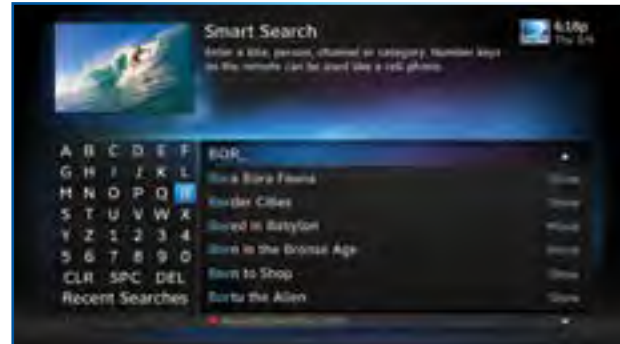 Smart Search
Enter a title, person, channel or category. Number keys
on the remote can be used like a cell phone.
6:18p
Thu
A B C D E F
G H I J K L
M N O P Q R
S T U V W X
Y Z 1 2 3 4
5 6 7 8 9 0
CLR SPC DEL
Recent Searches
BOR_
Bora Bora Fauna Show
Border Cities Show
Bored in Babylon Movie
Born in the Bronze Age Movie
Born to Shop Show
Bortu the Alien Show